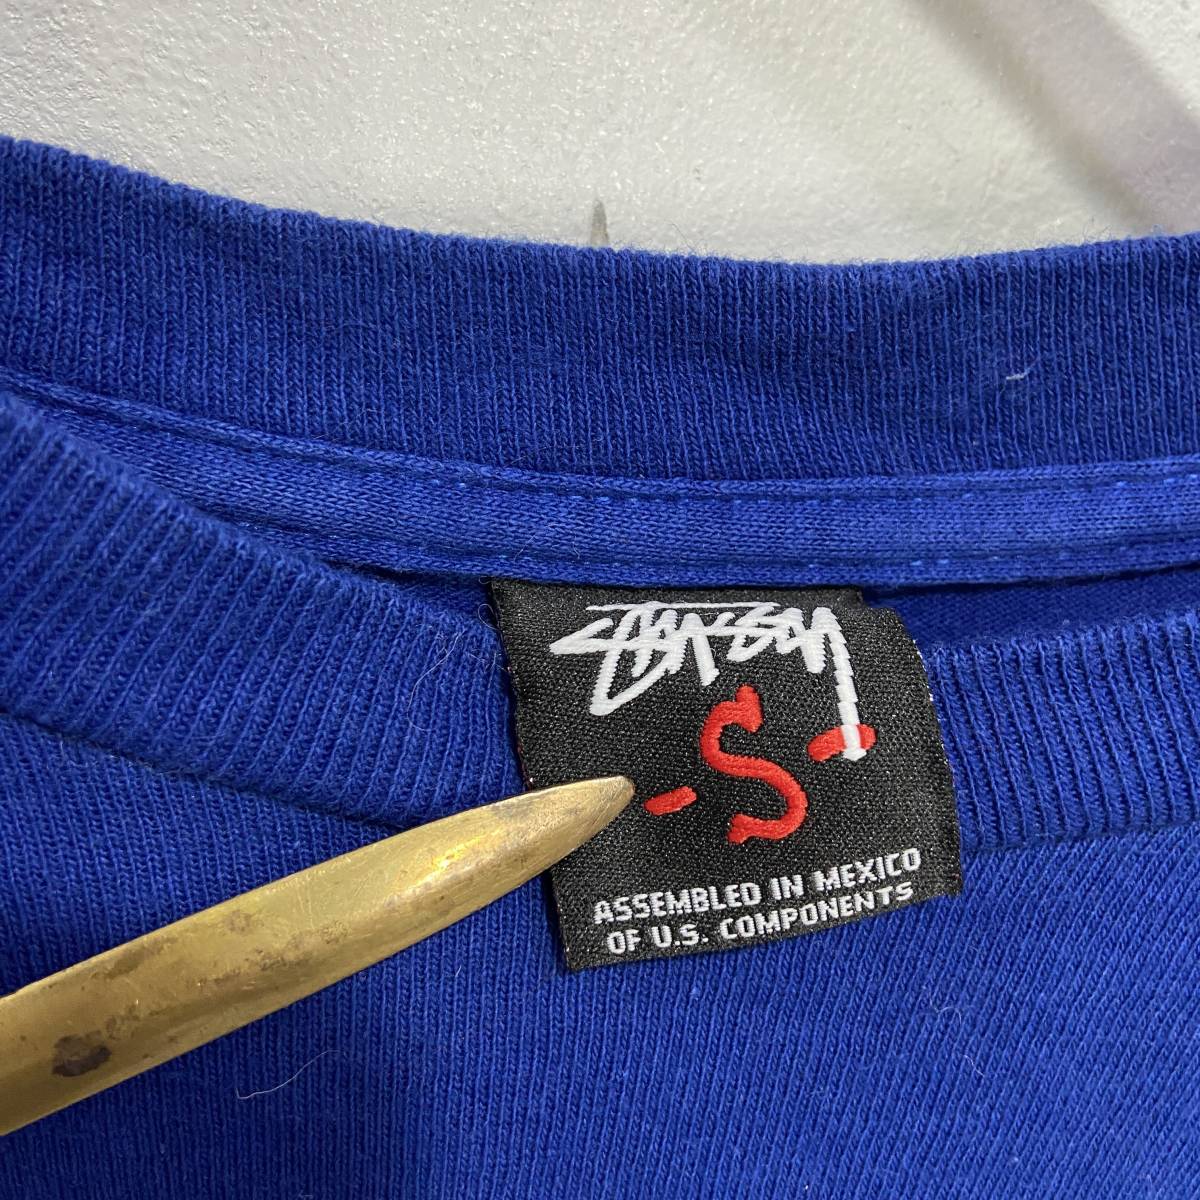 Stüssy
-S-
ASSEMBLED IN MEXICO
OF U.S. COMPONENTS